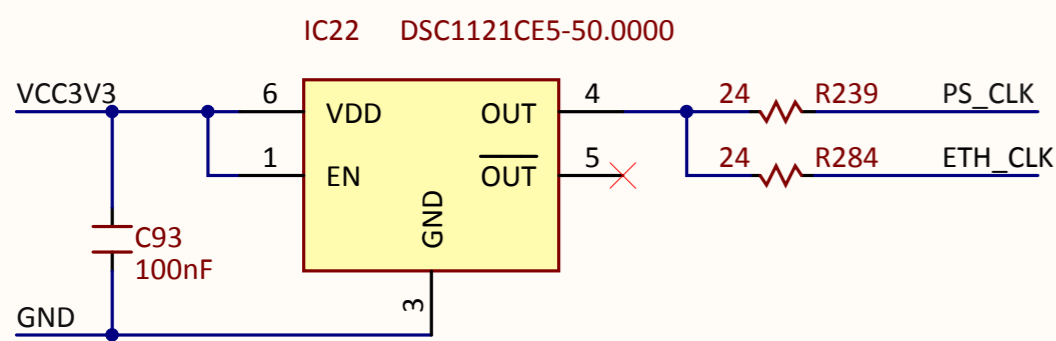 IC22 DSC1121CE5-50.0000
VCC3V3 6 VDD OUT 4 24 R239 PS_CLK
1 EN OUT 5 24 R284 ETH_CLK
GND
C93
100nF
3
GND